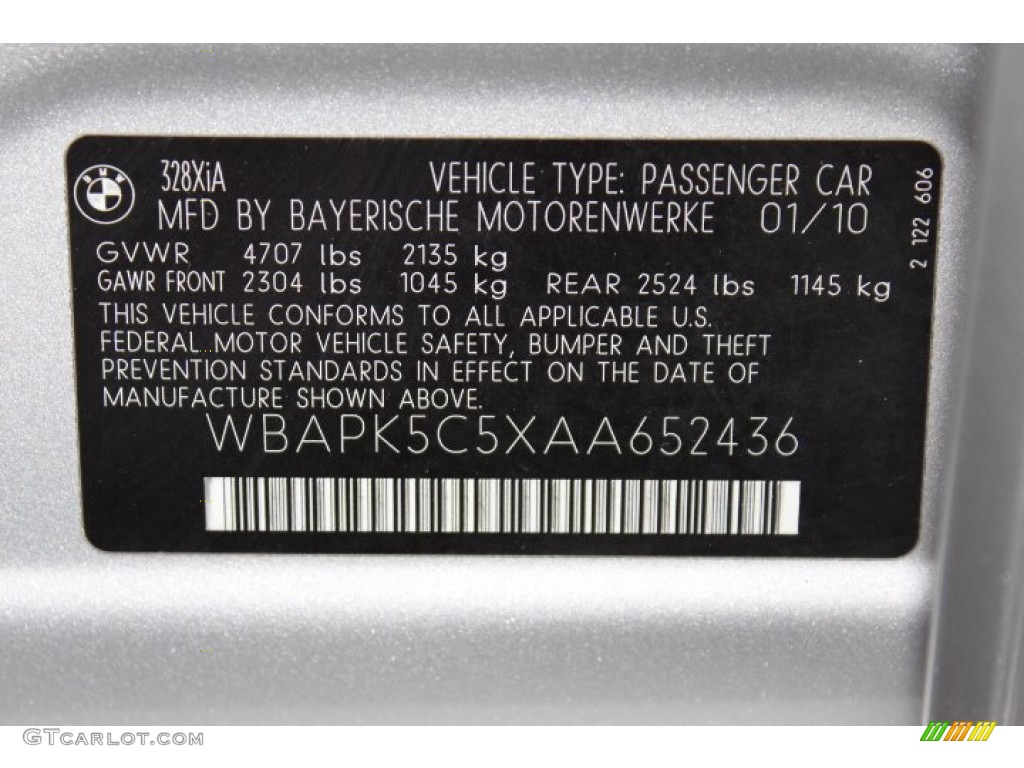 328XiA VEHICLE TYPE: PASSENGER CAR
MFD BY BAYERISCHE MOTORENWERKE 01/10
GVWR 4707 lbs 2135 kg
GAWR FRONT 2304 lbs 1045 kg REAR 2524 lbs 1145 kg
THIS VEHICLE CONFORMS TO ALL APPLICABLE U.S.
FEDERAL MOTOR VEHICLE SAFETY, BUMPER AND THEFT
PREVENTION STANDARDS IN EFFECT ON THE DATE OF
MANUFACTURE SHOWN ABOVE.
WBAPK5C5XAA652436
2 122 606
BMW
GTCARLOT.COM